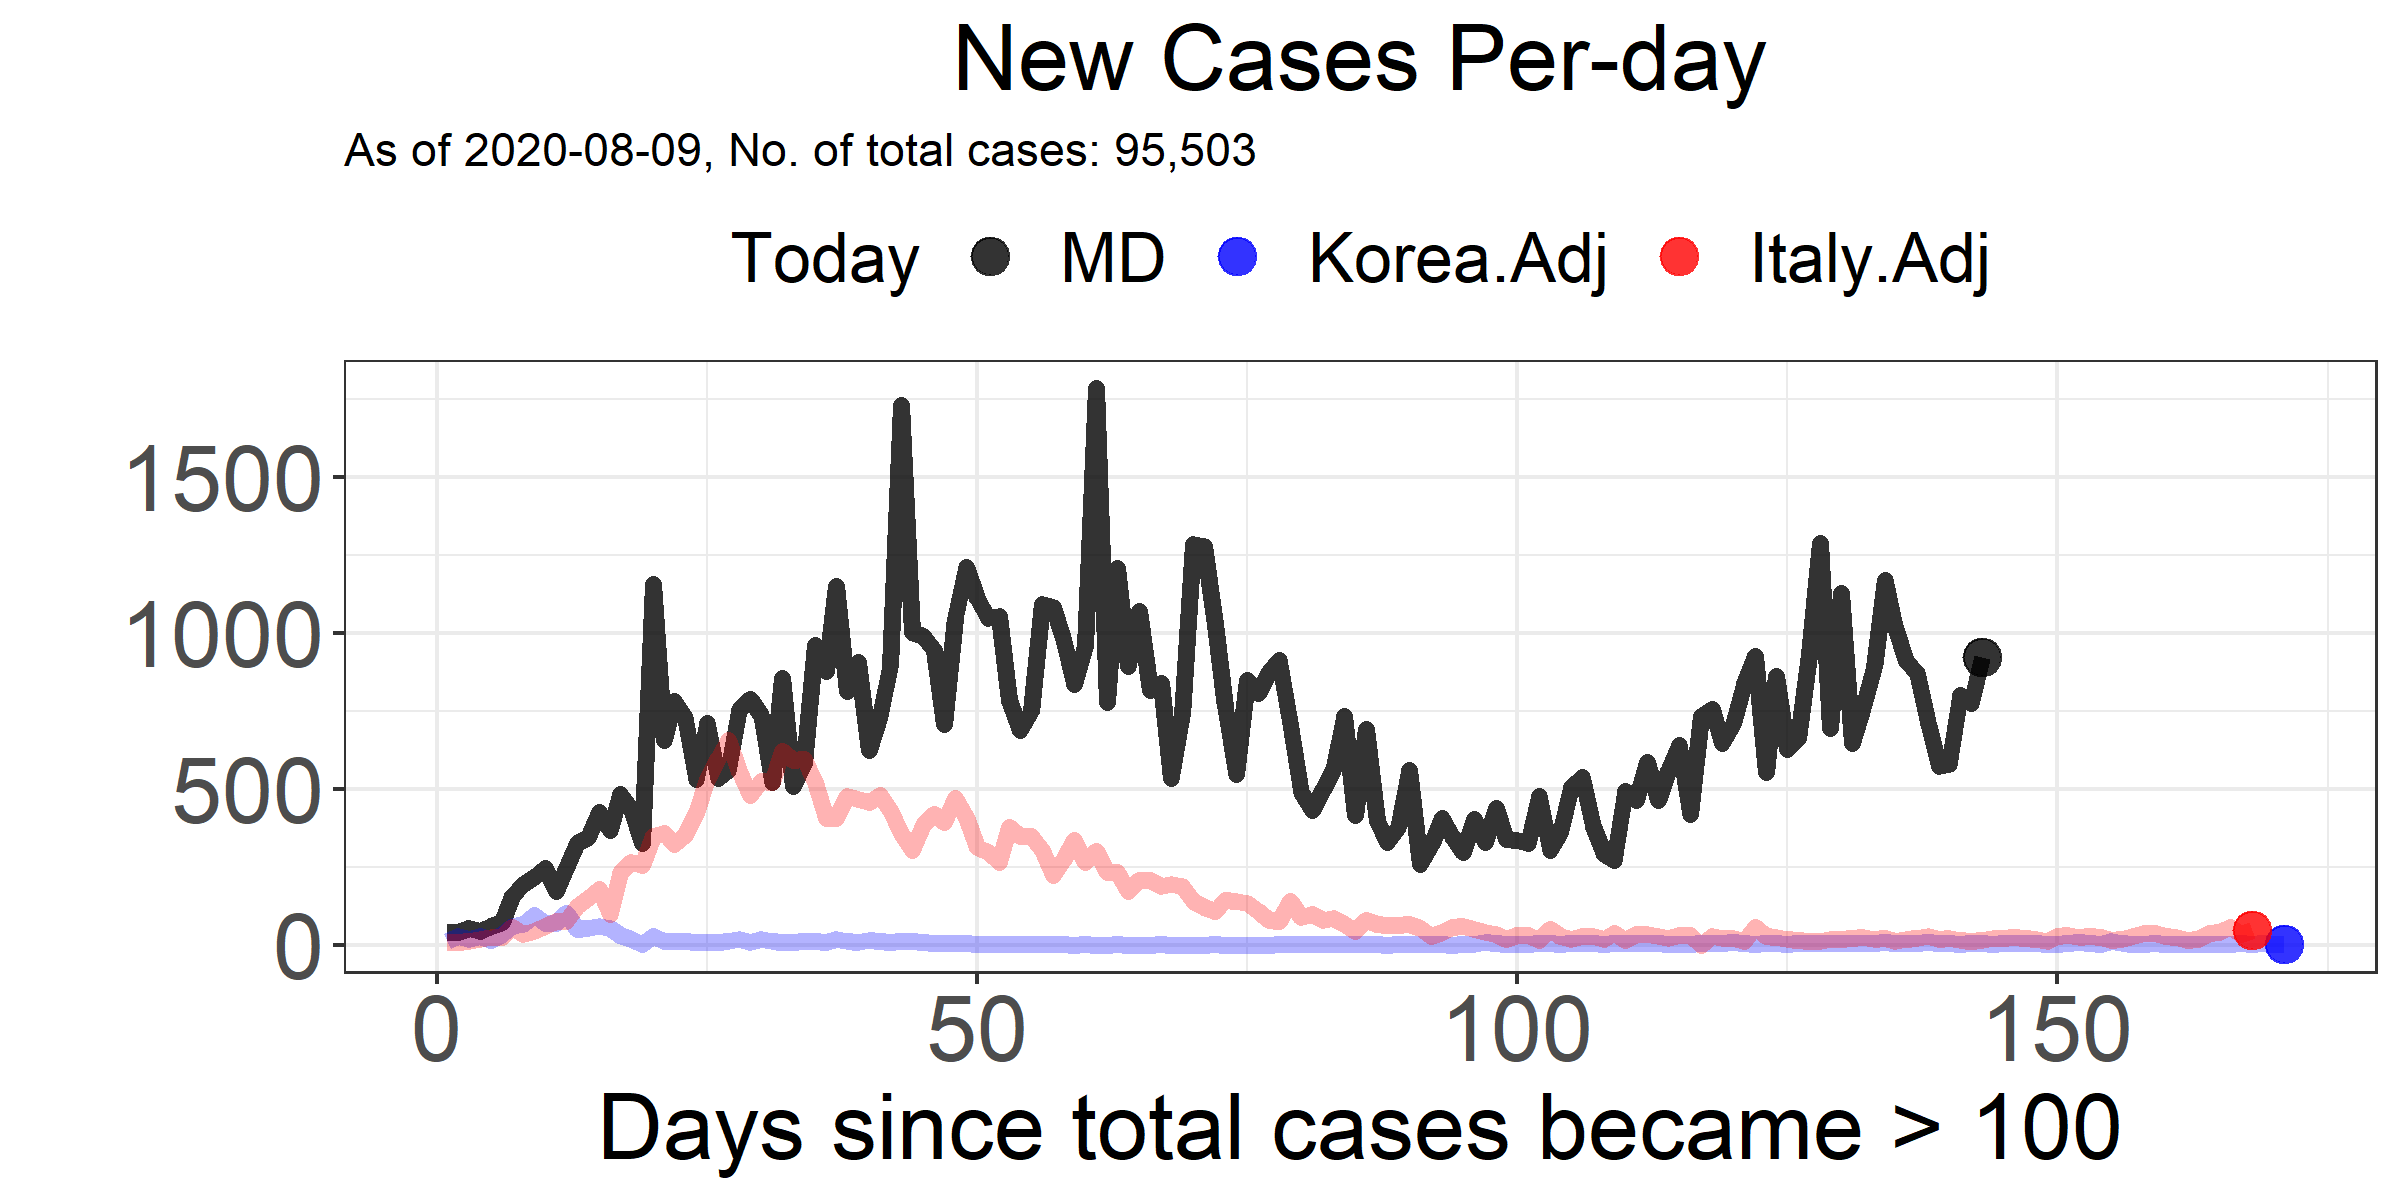 New Cases Per-day
As of 2020-08-09, No. of total cases: 95,503
Today MD Korea.Adj Italy.Adj
1500
1000
500
0
0 50 100 150
Days since total cases became > 100